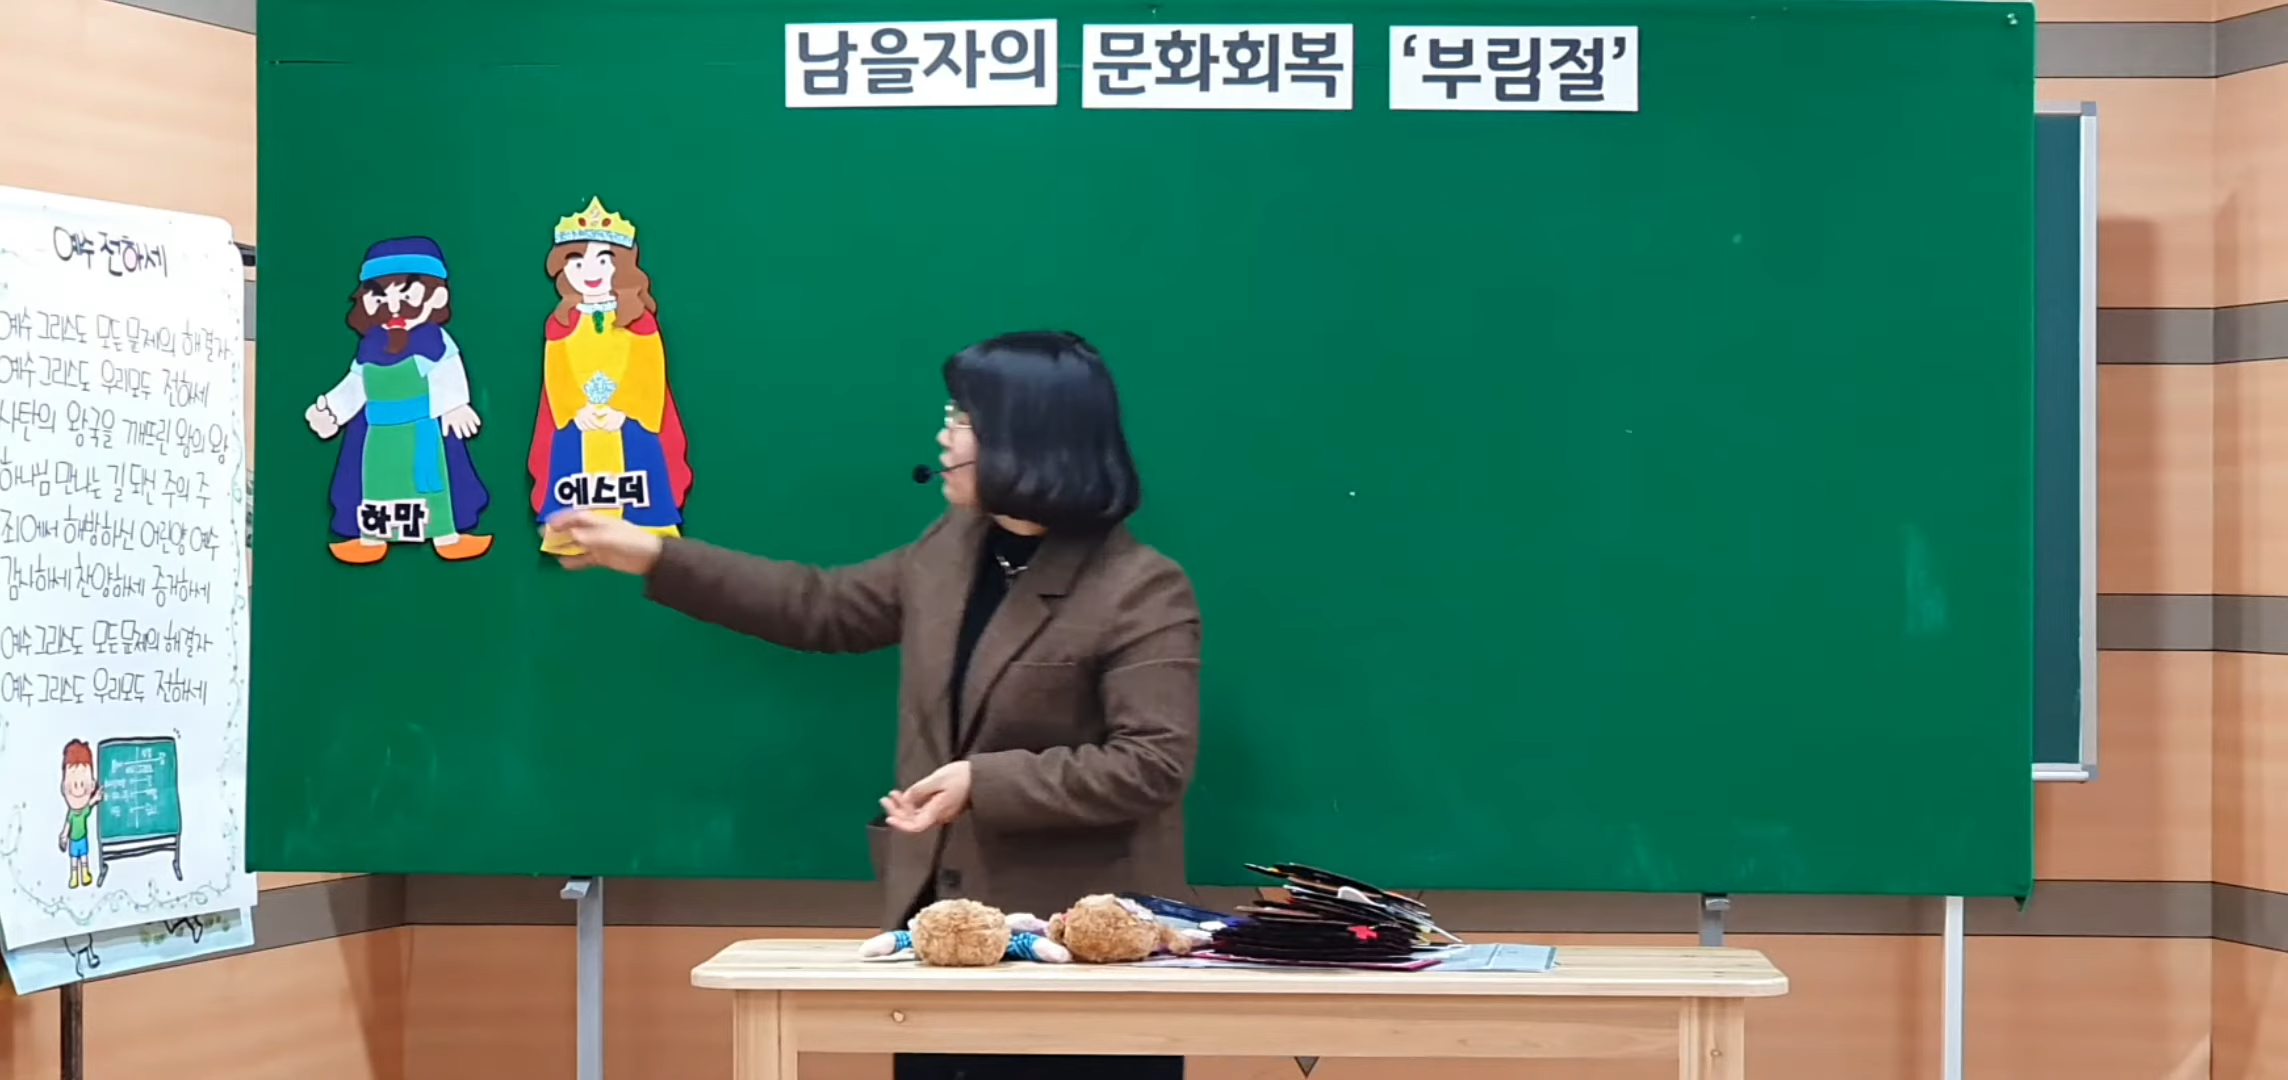 남을자의 문화회복 ‘부림절’
예수 전하세
예수 그리스도 모든 문제의 해결자
예수 그리스도 우리모두 전하세
사탄의 왕국을 깨뜨린 왕의 왕
하나님 만나는 길 되신 주의 주
죄에서 해방하신 어린양 예수
감사하세 찬양하세 증거하세
예수 그리스도 모든 문제의 해결자
예수 그리스도 우리모두 전하세
하만
에스더